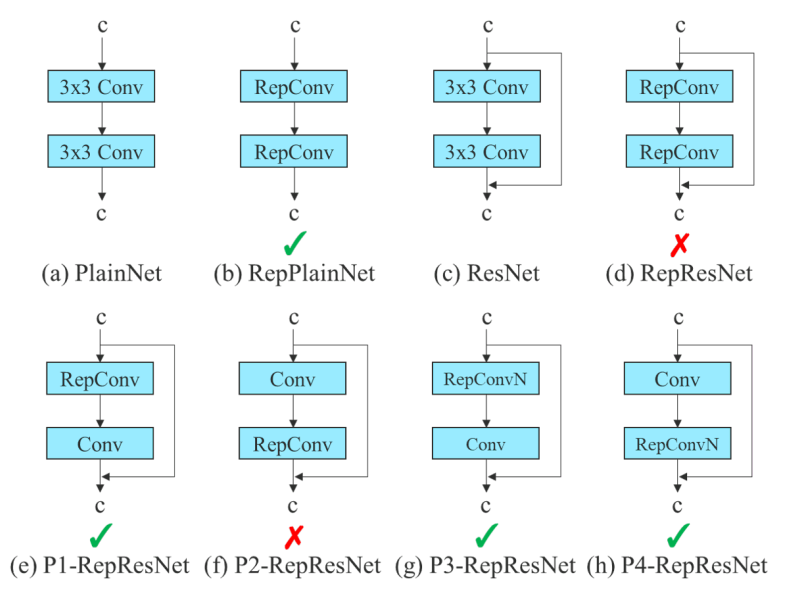 c c c c
3x3 Conv RepConv 3x3 Conv RepConv
3x3 Conv RepConv 3x3 Conv RepConv
c c c c
(a) PlainNet (b) RepPlainNet (c) ResNet (d) RepResNet
c c c c
RepConv Conv RepConvN Conv
Conv RepConv Conv RepConvN
c c c c
(e) P1-RepResNet (f) P2-RepResNet (g) P3-RepResNet (h) P4-RepResNet